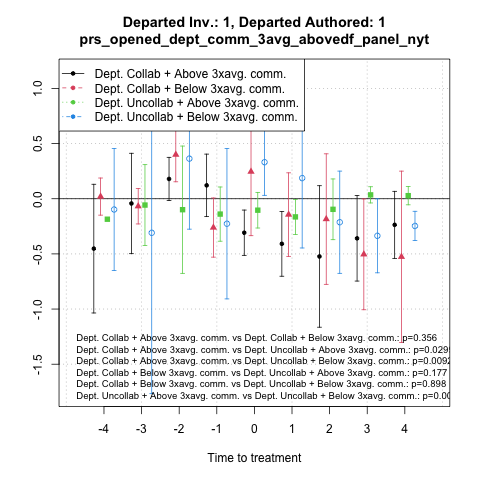 Departed Inv.: 1, Departed Authored: 1
prs_opened_dept_comm_3avg_abovedf_panel_nyt
Dept. Collab + Above 3xavg. comm.
Dept. Collab + Below 3xavg. comm.
Dept. Uncollab + Above 3xavg. comm.
Dept. Uncollab + Below 3xavg. comm.
1.0
0.5
0.0
-0.5
-1.0
-1.5
Dept. Collab + Above 3xavg. comm. vs Dept. Collab + Below 3xavg. comm.: p=0.356
Dept. Collab + Above 3xavg. comm. vs Dept. Uncollab + Above 3xavg. comm.: p=0.029
Dept. Collab + Above 3xavg. comm. vs Dept. Uncollab + Below 3xavg. comm.: p=0.0092
Dept. Collab + Below 3xavg. comm. vs Dept. Uncollab + Above 3xavg. comm.: p=0.177
Dept. Collab + Below 3xavg. comm. vs Dept. Uncollab + Below 3xavg. comm.: p=0.898
Dept. Uncollab + Above 3xavg. comm. vs Dept. Uncollab + Below 3xavg. comm.: p=0.00
-4 -3 -2 -1 0 1 2 3 4
Time to treatment